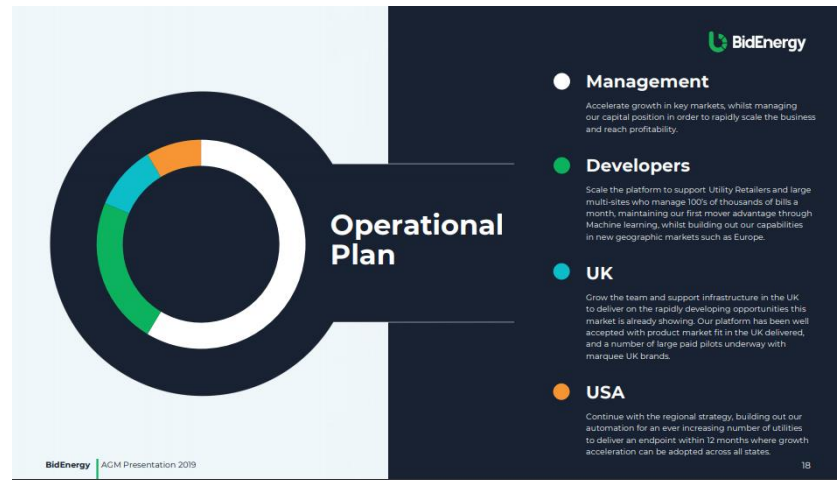 BidEnergy
Management
Accelerate growth in key markets, whilst managing
our capital position in order to rapidly scale the business
and reach profitability.
Developers
Scale the platform to support Utility Retailers and large
multi-sites who manage 100's of thousands of bills a
month, maintaining our first mover advantage through
Machine learning, whilst building out our capabilities
in new geographic markets such as Europe.
Operational
Plan
UK
Grow the team and support infrastructure in the UK
to deliver on the rapidly developing opportunities this
market is already showing. Our platform has been well
accepted with product market fit in the UK delivered,
and a number of large paid pilots underway with
marquee UK brands.
USA
Continue with the regional strategy, building out our
automation for an ever increasing number of utilities
to deliver an endpoint within 12 months where growth
acceleration can be adopted across all states.
BidEnergy AGM Presentation 2019
18